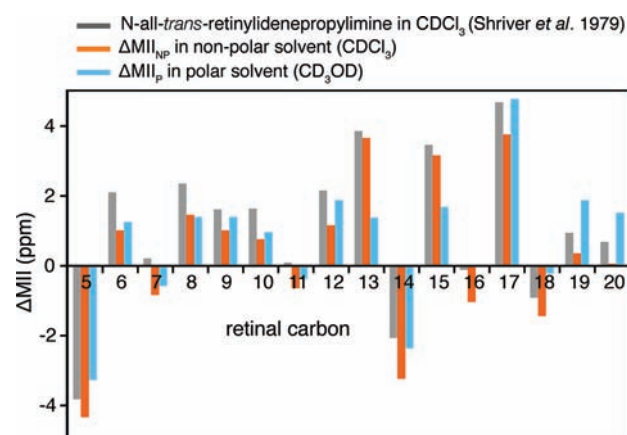 N-all-trans-retinylidenepropylimine in CDCl₃ (Shriver et al. 1979)
ΔMII_NP in non-polar solvent (CDCl₃)
ΔMII_P in polar solvent (CD₃OD)
4
2
0
-2
-4
ΔMII (ppm)
5 6 7 8 9 10 11 12 13 14 15 16 17 18 19 20
retinal carbon